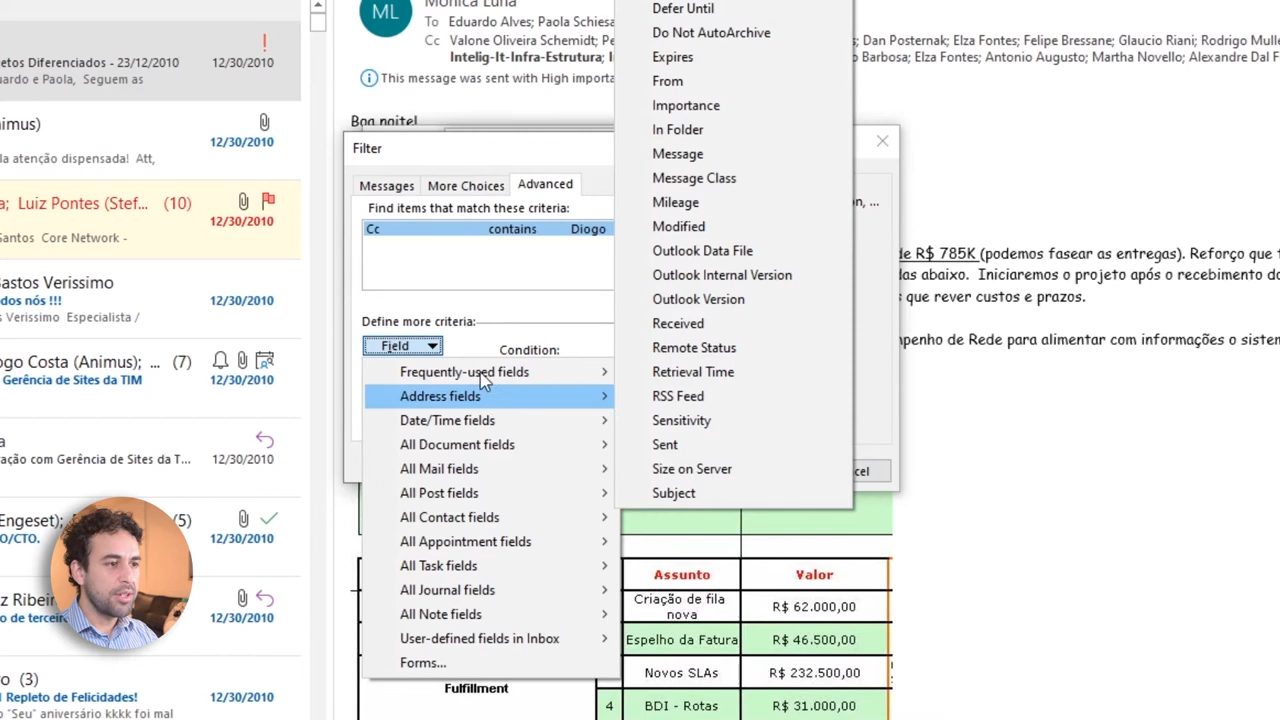 etos Diferenciados - 23/12/2010
12/30/2010
uardo e Paola, Seguem as
nimus)
12/30/2010
la atenção dispensada! Att,
a; Luiz Pontes (Stef... (10)
12/30/2010
Santos Core Network -
Bastos Verissimo
dos nós !!!
12/30/2010
s Verissimo Especialista /
ogo Costa (Animus); ... (7)
Gerência de Sites da TIM
12/30/2010
a
ração com Gerência de Sites da T...
12/30/2010
Engeset);
(5)
O/CTO.
12/30/2010
z Ribei
o de terceir
12/30/2010
ro (3)
l Repleto de Felicidades!
12/30/2010
o "Seu" aniversário kkkk foi mal
ML
Monica Luna
To Eduardo Alves; Paola Schiesa
Cc Valone Oliveira Schemidt; Pe
; Dan Posternak; Elza Fontes; Felipe Bressane; Glaucio Riani; Rodrigo Mulle
Intelig-It-Infra-Estrutura; I
Barbosa; Elza Fontes; Antonio Augusto; Martha Novello; Alexandre Dal F
This message was sent with High importa
Boa noite!
Filter
Messages
More Choices
Advanced
Find items that match these criteria:
Cc contains Diogo
Define more criteria:
Field
Condition:
Frequently-used fields
Address fields
Date/Time fields
All Document fields
All Mail fields
All Post fields
All Contact fields
All Appointment fields
All Task fields
All Journal fields
All Note fields
User-defined fields in Inbox
Forms...
Defer Until
Do Not AutoArchive
Expires
From
Importance
In Folder
Message
Message Class
Mileage
Modified
Outlook Data File
Outlook Internal Version
Outlook Version
Received
Remote Status
Retrieval Time
RSS Feed
Sensitivity
Sent
Size on Server
Subject
on, ...
cel
de R$ 785K (podemos fasear as entregas). Reforço que t
das abaixo. Iniciaremos o projeto após o recebimento do
s que rever custos e prazos.
penho de Rede para alimentar com informações o sistem
Assunto Valor
Criação de fila
nova
R$ 62.000,00
Espelho da Fatura R$ 46.500,00
Novos SLAs R$ 232.500,00
Fulfillment
4 BDI - Rotas R$ 31.000,00